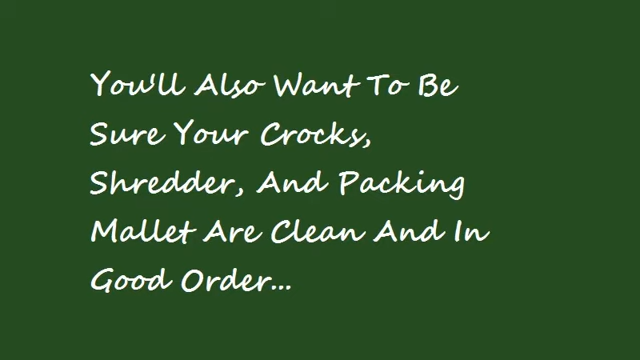 You'll Also Want To Be
Sure Your Crocks,
Shredder, And Packing
Mallet Are Clean And In
Good Order...